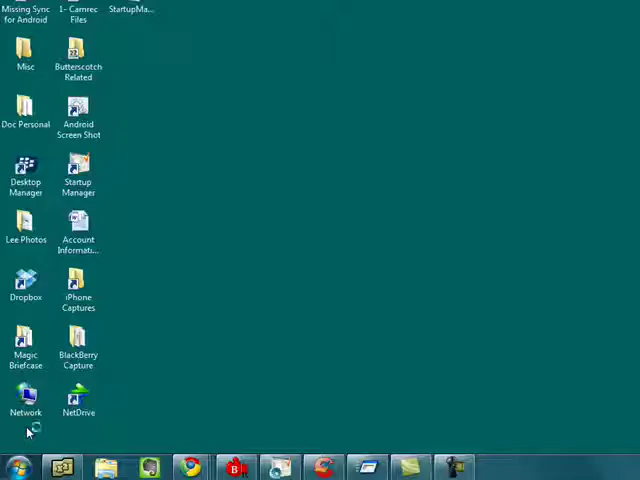 Missing Sync
for Android
1- Camrec
Files
StartupMa...
Misc
Butterscotch
Related
Doc Personal
Android
Screen Shot
Desktop
Manager
Startup
Manager
Lee Photos
Account
Informati...
Dropbox
iPhone
Captures
Magic
Briefcase
BlackBerry
Capture
Network
NetDrive